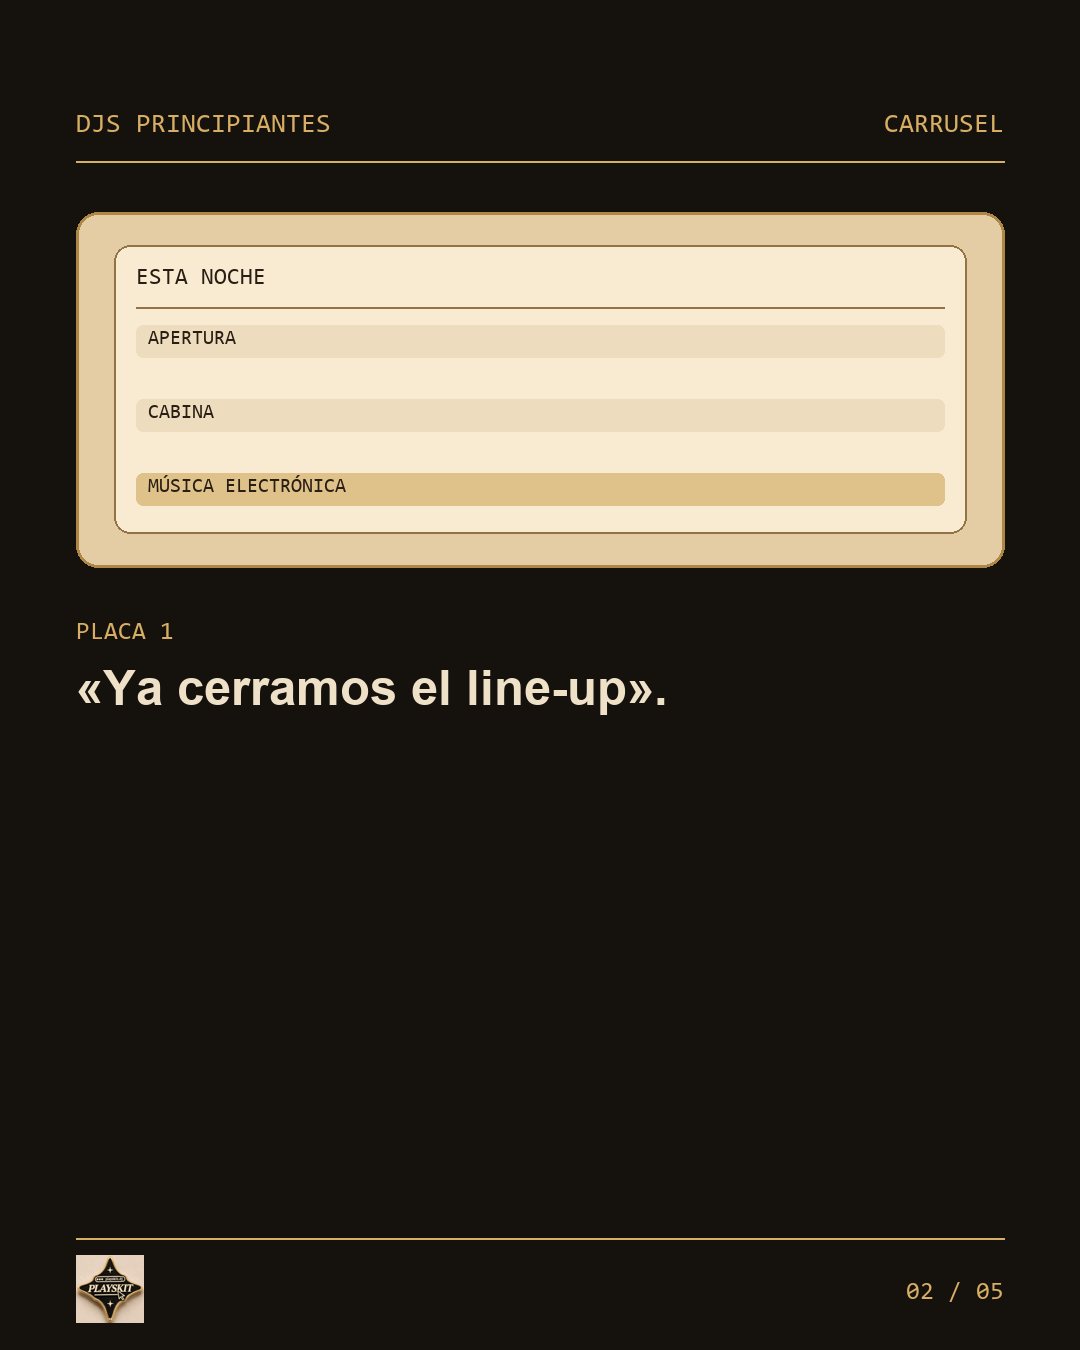 DJS PRINCIPIANTES
CARRUSEL
ESTA NOCHE
APERTURA
CABINA
MÚSICA ELECTRÓNICA
PLACA 1
«Ya cerramos el line-up».
PLAYSKIT
02 / 05